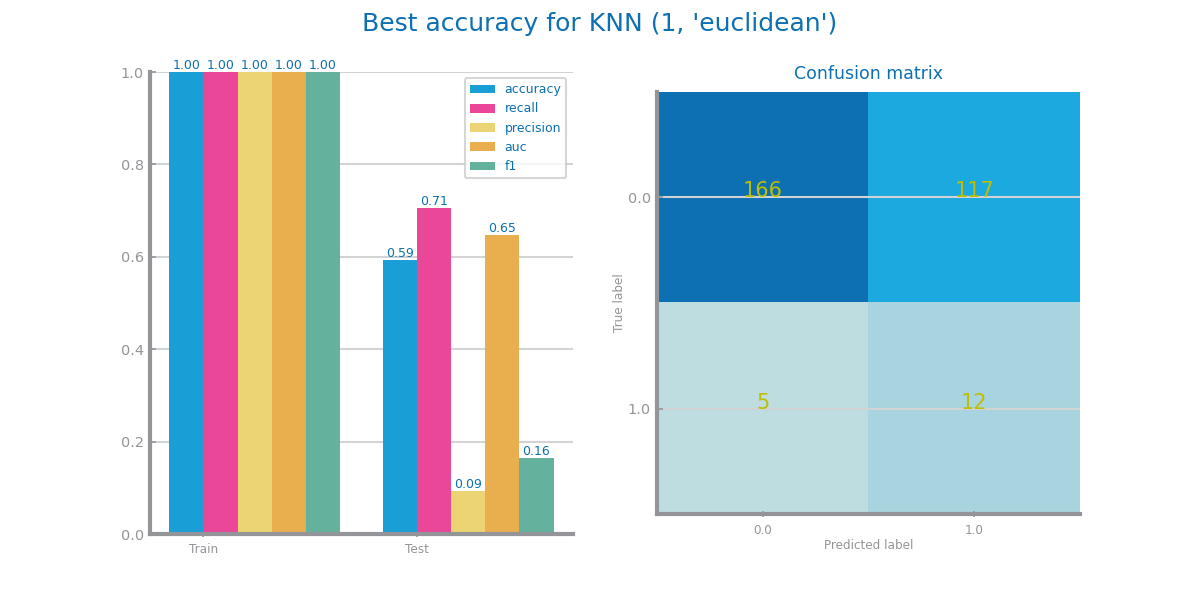 Best accuracy for KNN (1, 'euclidean')
1.00 1.00 1.00 1.00 1.00
1.0
0.8
0.6
0.4
0.2
0.0
accuracy
recall
precision
auc
f1
0.59
0.71
0.09
0.65
0.16
Train
Test
Confusion matrix
True label
0.0
166
117
1.0
5
12
0.0
1.0
Predicted label